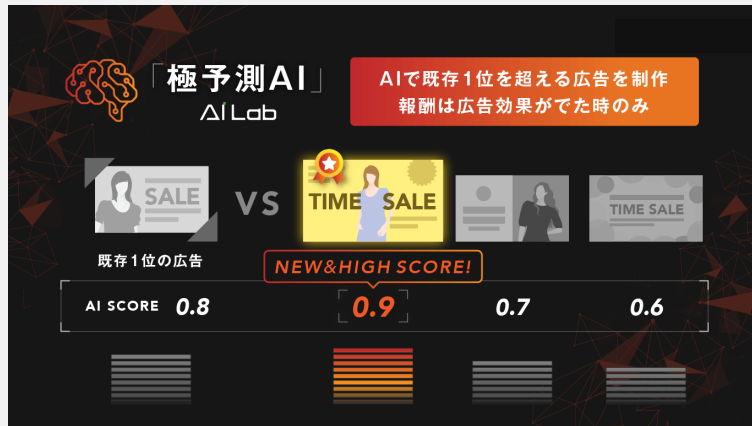 「極予測AI」
AI Lab
AIで既存1位を超える広告を制作
報酬は広告効果がでた時のみ
SALE
VS
TIME SALE
TIME SALE
既存1位の広告
NEW&HIGH SCORE!
AI SCORE 0.8 0.9 0.7 0.6